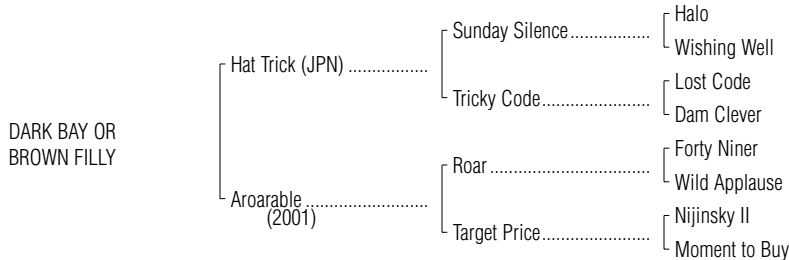 DARK BAY OR
BROWN FILLY
Hat Trick (JPN) .................
Aroarable ..........................
(2001)
Sunday Silence.................
Tricky Code.......................
Roar ..................................
Target Price.......................
Halo
Wishing Well
Lost Code
Dam Clever
Forty Niner
Wild Applause
Nijinsky II
Moment to Buy